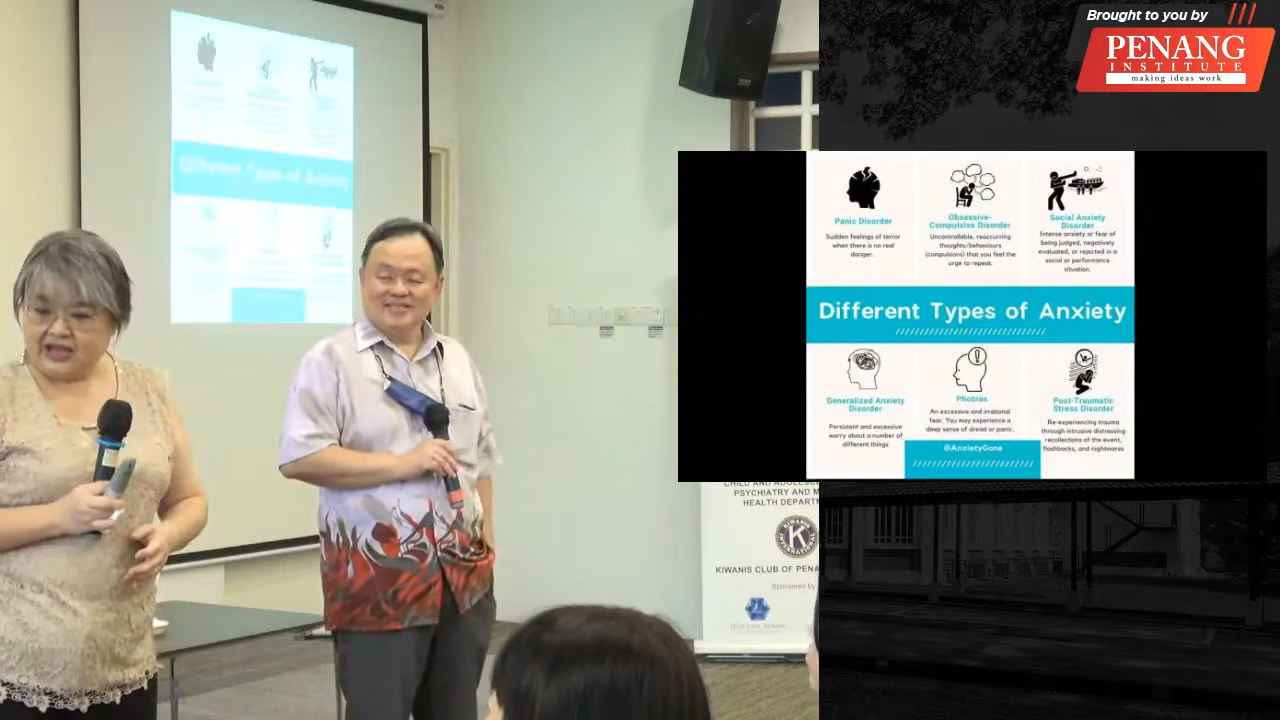 Brought to you by
PENANG
INSTITUTE
making ideas work
Panic Disorder
Sudden feelings of terror
when there is no real
danger.
Obsessive-
Compulsive Disorder
Uncontrollable, reoccurring
thoughts/behaviours
(compulsions) that you feel the
urge to repeat.
Social Anxiety
Disorder
Intense anxiety or fear of
being judged, negatively
evaluated, or rejected in a
social or performance
situation.
Different Types of Anxiety
Generalized Anxiety
Disorder
Persistent and excessive
worry about a number of
different things
Phobias
An excessive and irrational
fear. You may experience a
deep sense of dread or panic.
Post-Traumatic
Stress Disorder
Re-experiencing trauma
through intrusive distressing
recollections of the event,
flashbacks, and nightmares
@AnxietyGone
Different Types of Anxiety
CHILD AND ADOLESC
PSYCHIATRY AND M
HEALTH DEPARTM
K
KIWANIS
INTERNATIONAL
KIWANIS CLUB OF PENA
Sponsored by